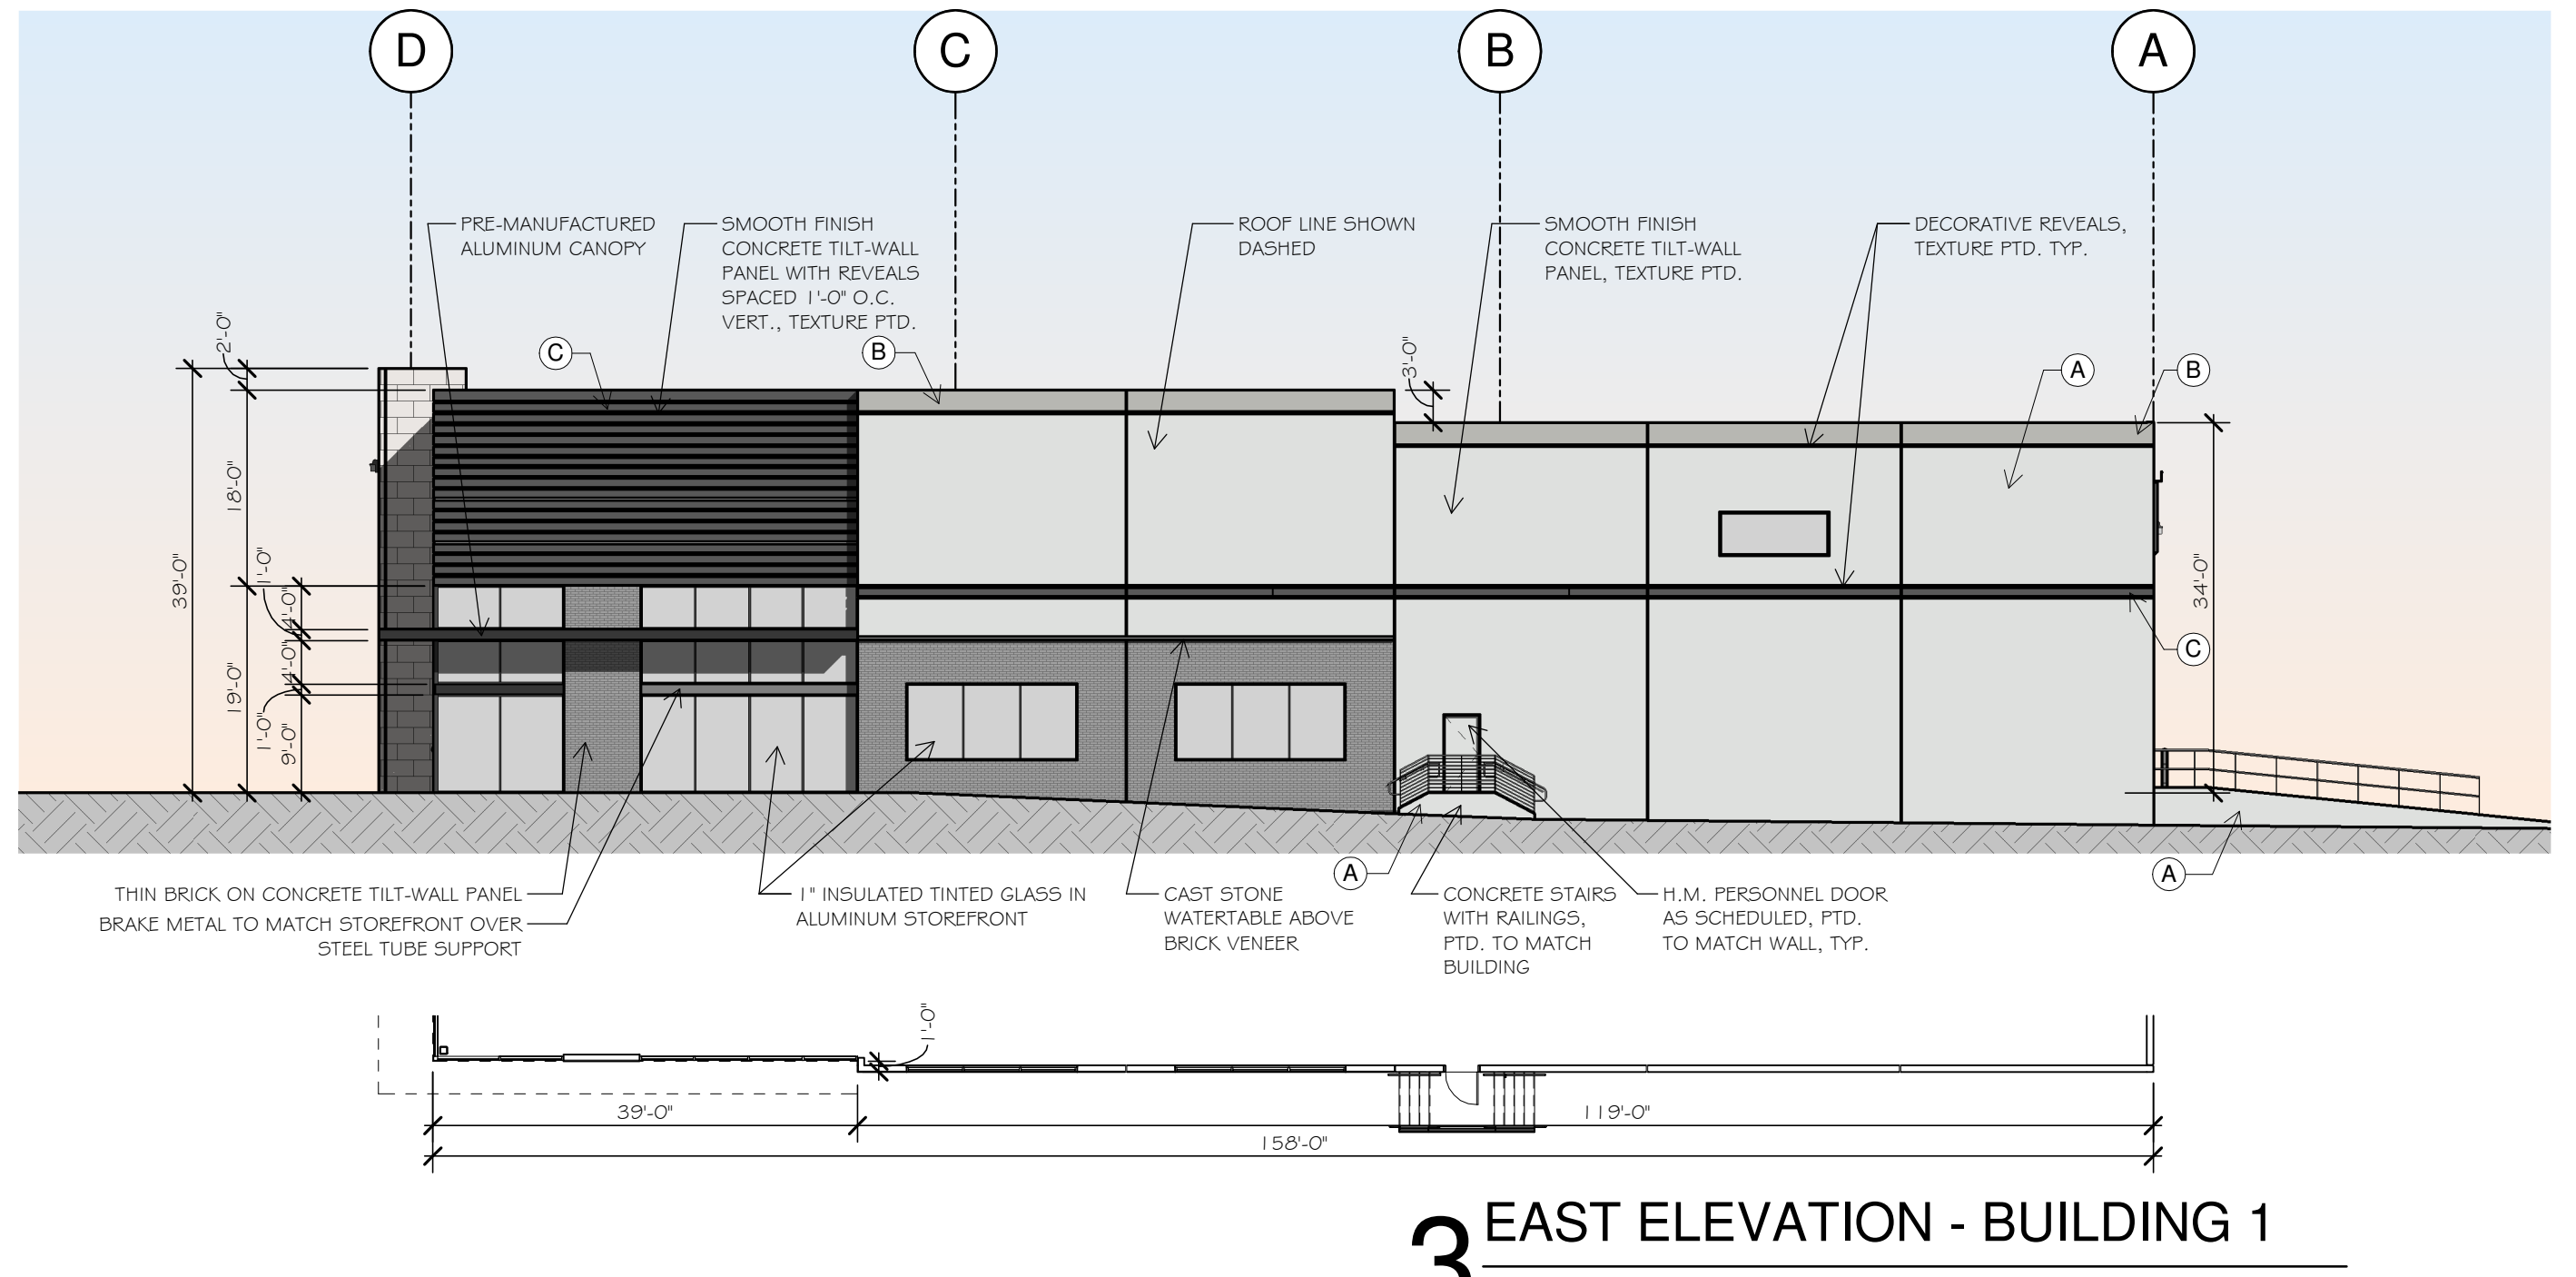 D
C
B
A
PRE-MANUFACTURED
ALUMINUM CANOPY
SMOOTH FINISH
CONCRETE TILT-WALL
PANEL WITH REVEALS
SPACED 1'-0" O.C.
VERT., TEXTURE PTD.
ROOF LINE SHOWN
DASHED
SMOOTH FINISH
CONCRETE TILT-WALL
PANEL, TEXTURE PTD.
DECORATIVE REVEALS,
TEXTURE PTD. TYP.
2'-0"
C
B
3'-0"
A
B
18'-0"
39'-0"
1'-0"
4'-0"
34'-0"
C
4'-0"
19'-0"
1'-0"
9'-0"
THIN BRICK ON CONCRETE TILT-WALL PANEL
BRAKE METAL TO MATCH STOREFRONT OVER
STEEL TUBE SUPPORT
1" INSULATED TINTED GLASS IN
ALUMINUM STOREFRONT
CAST STONE
WATERTABLE ABOVE
BRICK VENEER
A
CONCRETE STAIRS
WITH RAILINGS,
PTD. TO MATCH
BUILDING
H.M. PERSONNEL DOOR
AS SCHEDULED, PTD.
TO MATCH WALL, TYP.
A
1'-0"
39'-0"
119'-0"
158'-0"
3 EAST ELEVATION - BUILDING 1